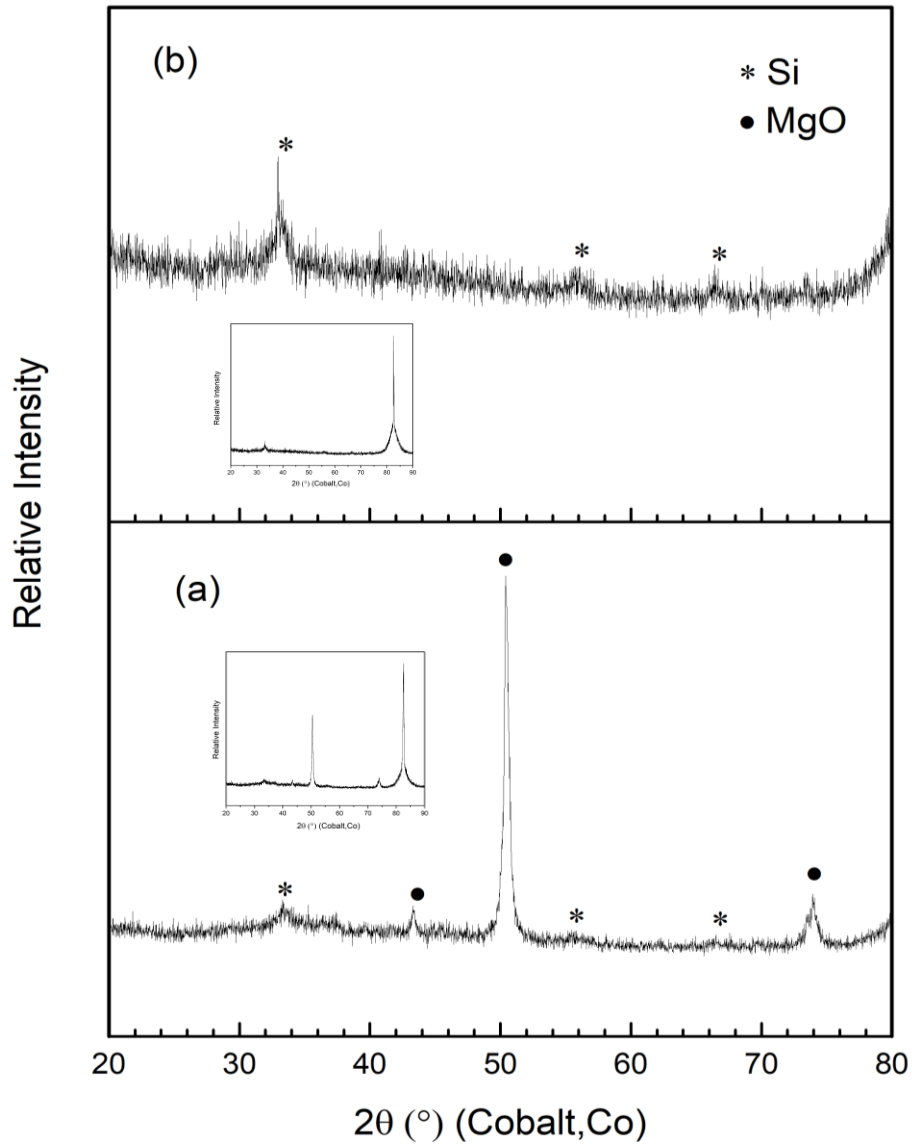 (b)
* Si
● MgO
Relative Intensity
Relative Intensity
20 30 40 50 60 70 80 90
2θ (°) (Cobalt,Co)
(a)
Relative Intensity
20 30 40 50 60 70 80 90
2θ (°) (Cobalt,Co)
20 30 40 50 60 70 80
2θ (°) (Cobalt,Co)